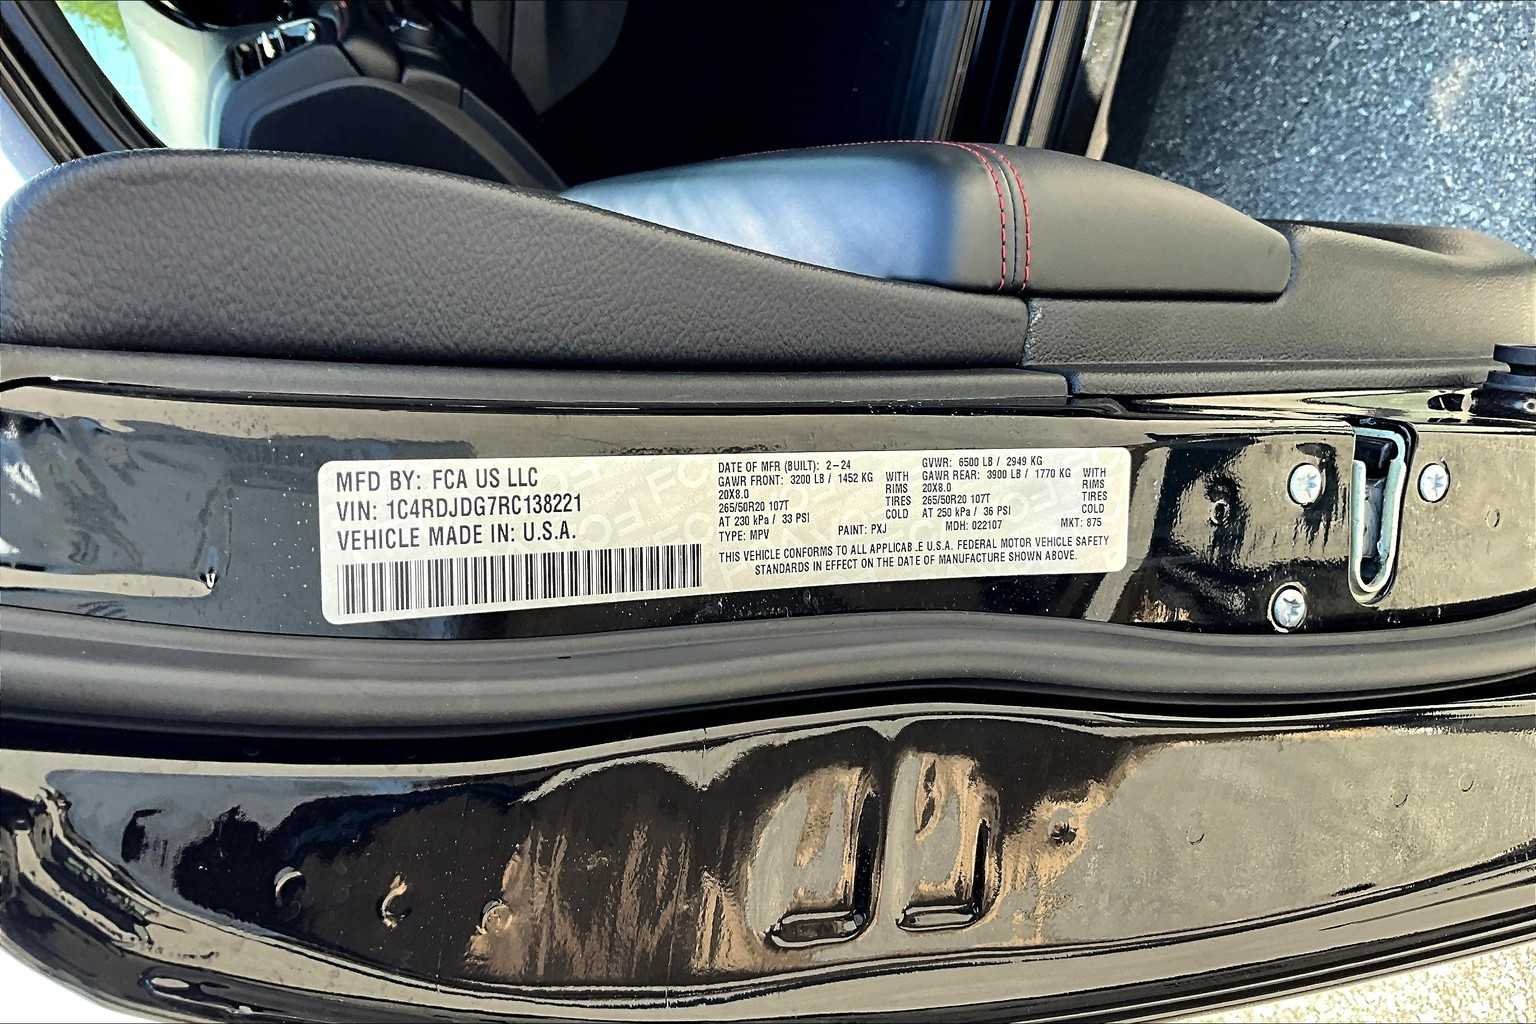 MFD BY: FCA US LLC
VIN: 1C4RDJDG7RC138221
VEHICLE MADE IN: U.S.A.
DATE OF MFR (BUILT): 2-24
GAWR FRONT: 3200 LB / 1452 KG WITH
20X8.0 RIMS
265/50R20 107T TIRES
AT 230 kPa / 33 PSI COLD
TYPE: MPV PAINT: PXJ
GVWR: 6500 LB / 2949 KG
GAWR REAR: 3900 LB / 1770 KG WITH
20X8.0 RIMS
265/50R20 107T TIRES
AT 250 kPa / 36 PSI COLD
MDH: 022107 MKT: 875
THIS VEHICLE CONFORMS TO ALL APPLICAB.E U.S.A. FEDERAL MOTOR VEHICLE SAFETY
STANDARDS IN EFFECT ON THE DATE OF MANUFACTURE SHOWN ABOVE.